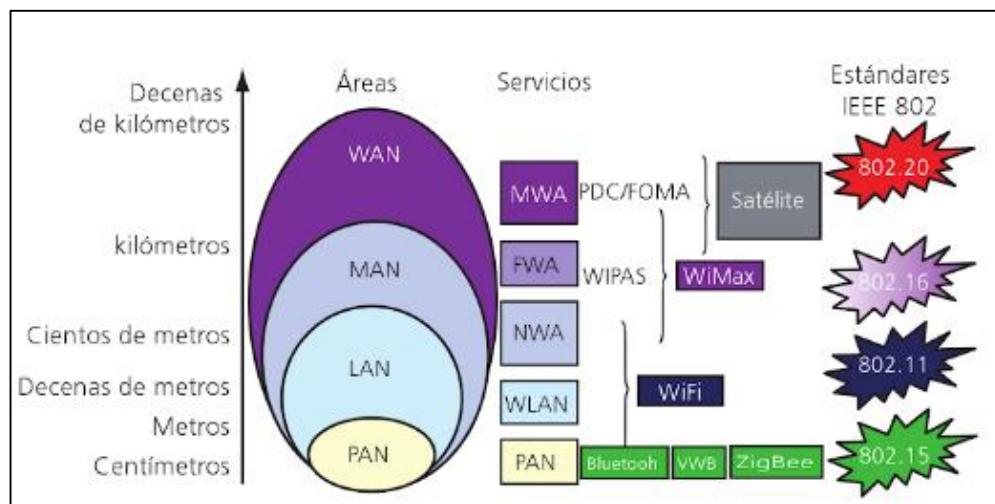 Decenas
de kilómetros
kilómetros
Cientos de metros
Decenas de metros
Metros
Centímetros
Áreas
WAN
MAN
LAN
PAN
Servicios
MWA
PDC/FOMA
Satélite
FWA
WIPAS
WiMax
NWA
WiFi
WLAN
PAN
Bluetooh
VWB
ZigBee
Estándares
IEEE 802
802.20
802.16
802.11
802.15